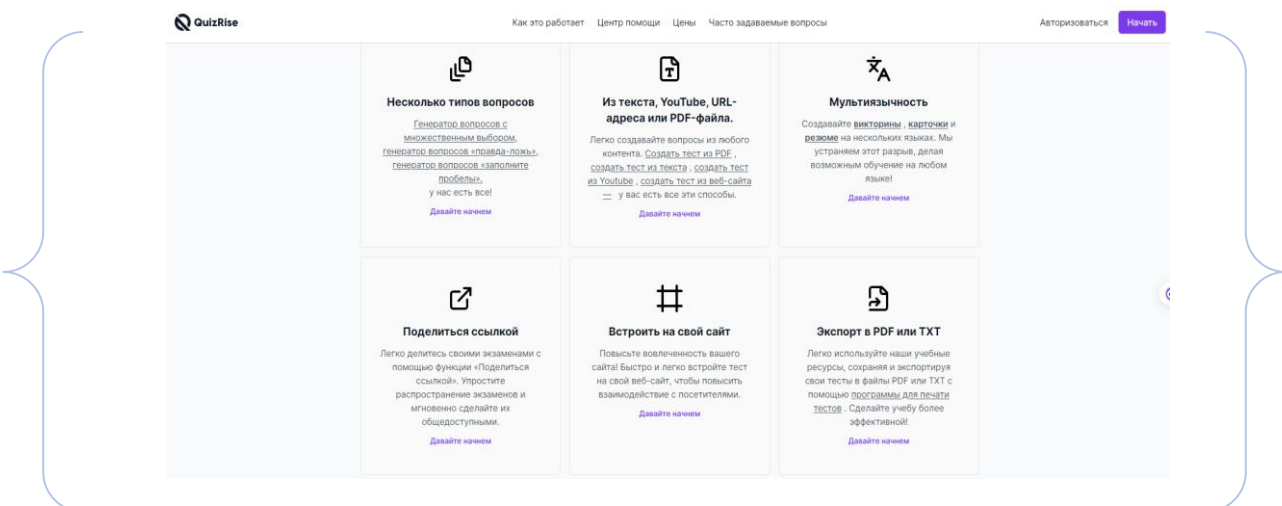 QuizRise
Как это работает Центр помощи Цены Часто задаваемые вопросы
Авторизоваться Начать
Несколько типов вопросов
Генератор вопросов с
множественным выбором,
генератор вопросов «правда-ложь»,
генератор вопросов «заполните
пробелы».
у нас есть все!
Давайте начнем
Из текста, YouTube, URL-
адреса или PDF-файла.
Легко создавайте вопросы из любого
контента. Создать тест из PDF ,
создать тест из текста , создать тест
из Youtube , создать тест из веб-сайта
— у вас есть все эти способы.
Давайте начнем
Мультиязычность
Создавайте викторины , карточки и
резюме на нескольких языках. Мы
устраняем этот разрыв, делая
возможным обучение на любом
языке!
Давайте начнем
Поделиться ссылкой
Легко делитесь своими экзаменами с
помощью функции «Поделиться
ссылкой». Упростите
распространение экзаменов и
мгновенно сделайте их
общедоступными.
Давайте начнем
Встроить на свой сайт
Повысьте вовлеченность вашего
сайта! Быстро и легко встройте тест
на свой веб-сайт, чтобы повысить
взаимодействие с посетителями.
Давайте начнем
Экспорт в PDF или TXT
Легко используйте наши учебные
ресурсы, сохраняя и экспортируя
свои тесты в файлы PDF или TXT с
помощью программы для печати
тестов . Сделайте учебу более
эффективной!
Давайте начнем